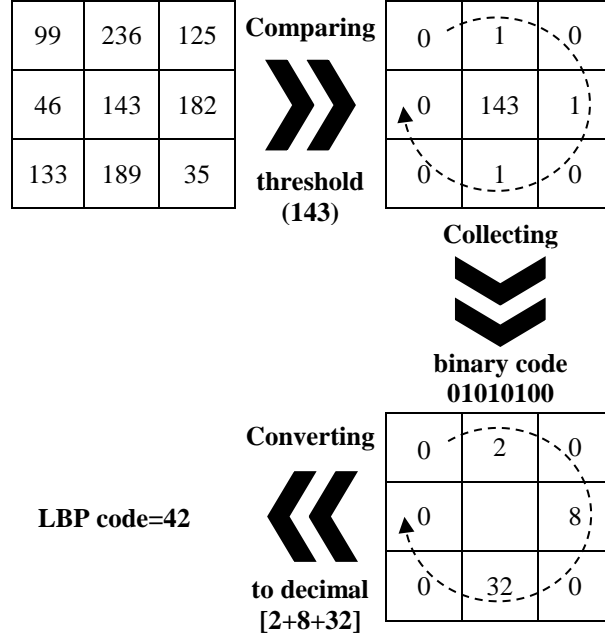 99 236 125
46 143 182
133 189 35
Comparing
threshold
(143)
0 1 0
0 143 1
0 1 0
Collecting
binary code
01010100
0 2 0
0 8
0 32 0
Converting
to decimal
[2+8+32]
LBP code=42